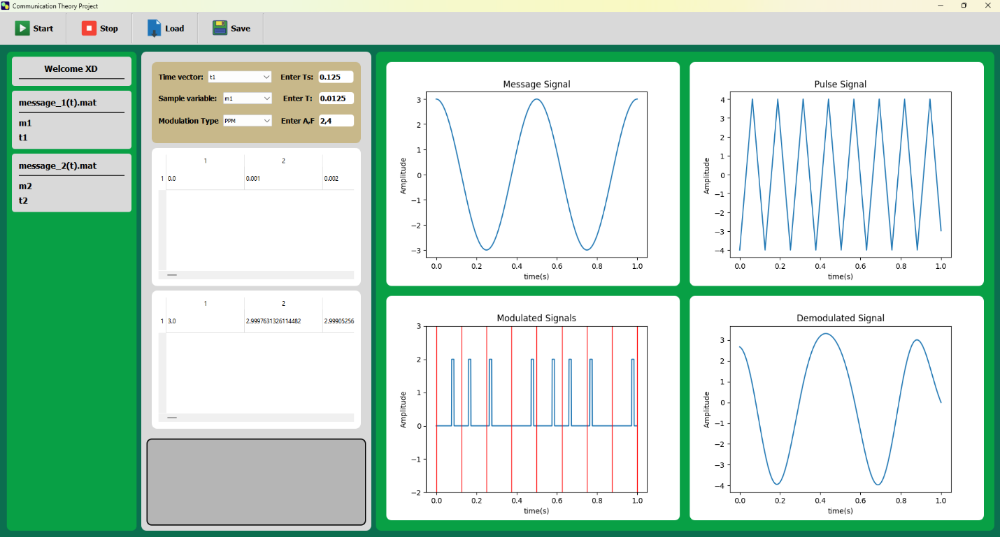 Communication Theory Project
Start Stop Load Save
Welcome XD
message_1(t).mat
m1
t1
message_2(t).mat
m2
t2
Time vector: t1 Enter Ts: 0.125
Sample variable: m1 Enter T: 0.0125
Modulation Type PPM Enter A,F 2,4
1 2
1 0.0 0.001 0.002
1 2
1 3.0 2.9997631326114482 2.99905256
Message Signal
3
2
1
0
−1
−2
−3
Amplitude
0.0 0.2 0.4 0.6 0.8 1.0
time(s)
Pulse Signal
4
3
2
1
0
−1
−2
−3
−4
Amplitude
0.0 0.2 0.4 0.6 0.8 1.0
time(s)
Modulated Signals
3
2
1
0
−1
−2
Amplitude
0.0 0.2 0.4 0.6 0.8 1.0
time(s)
Demodulated Signal
3
2
1
0
−1
−2
−3
−4
Amplitude
0.0 0.2 0.4 0.6 0.8 1.0
time(s)